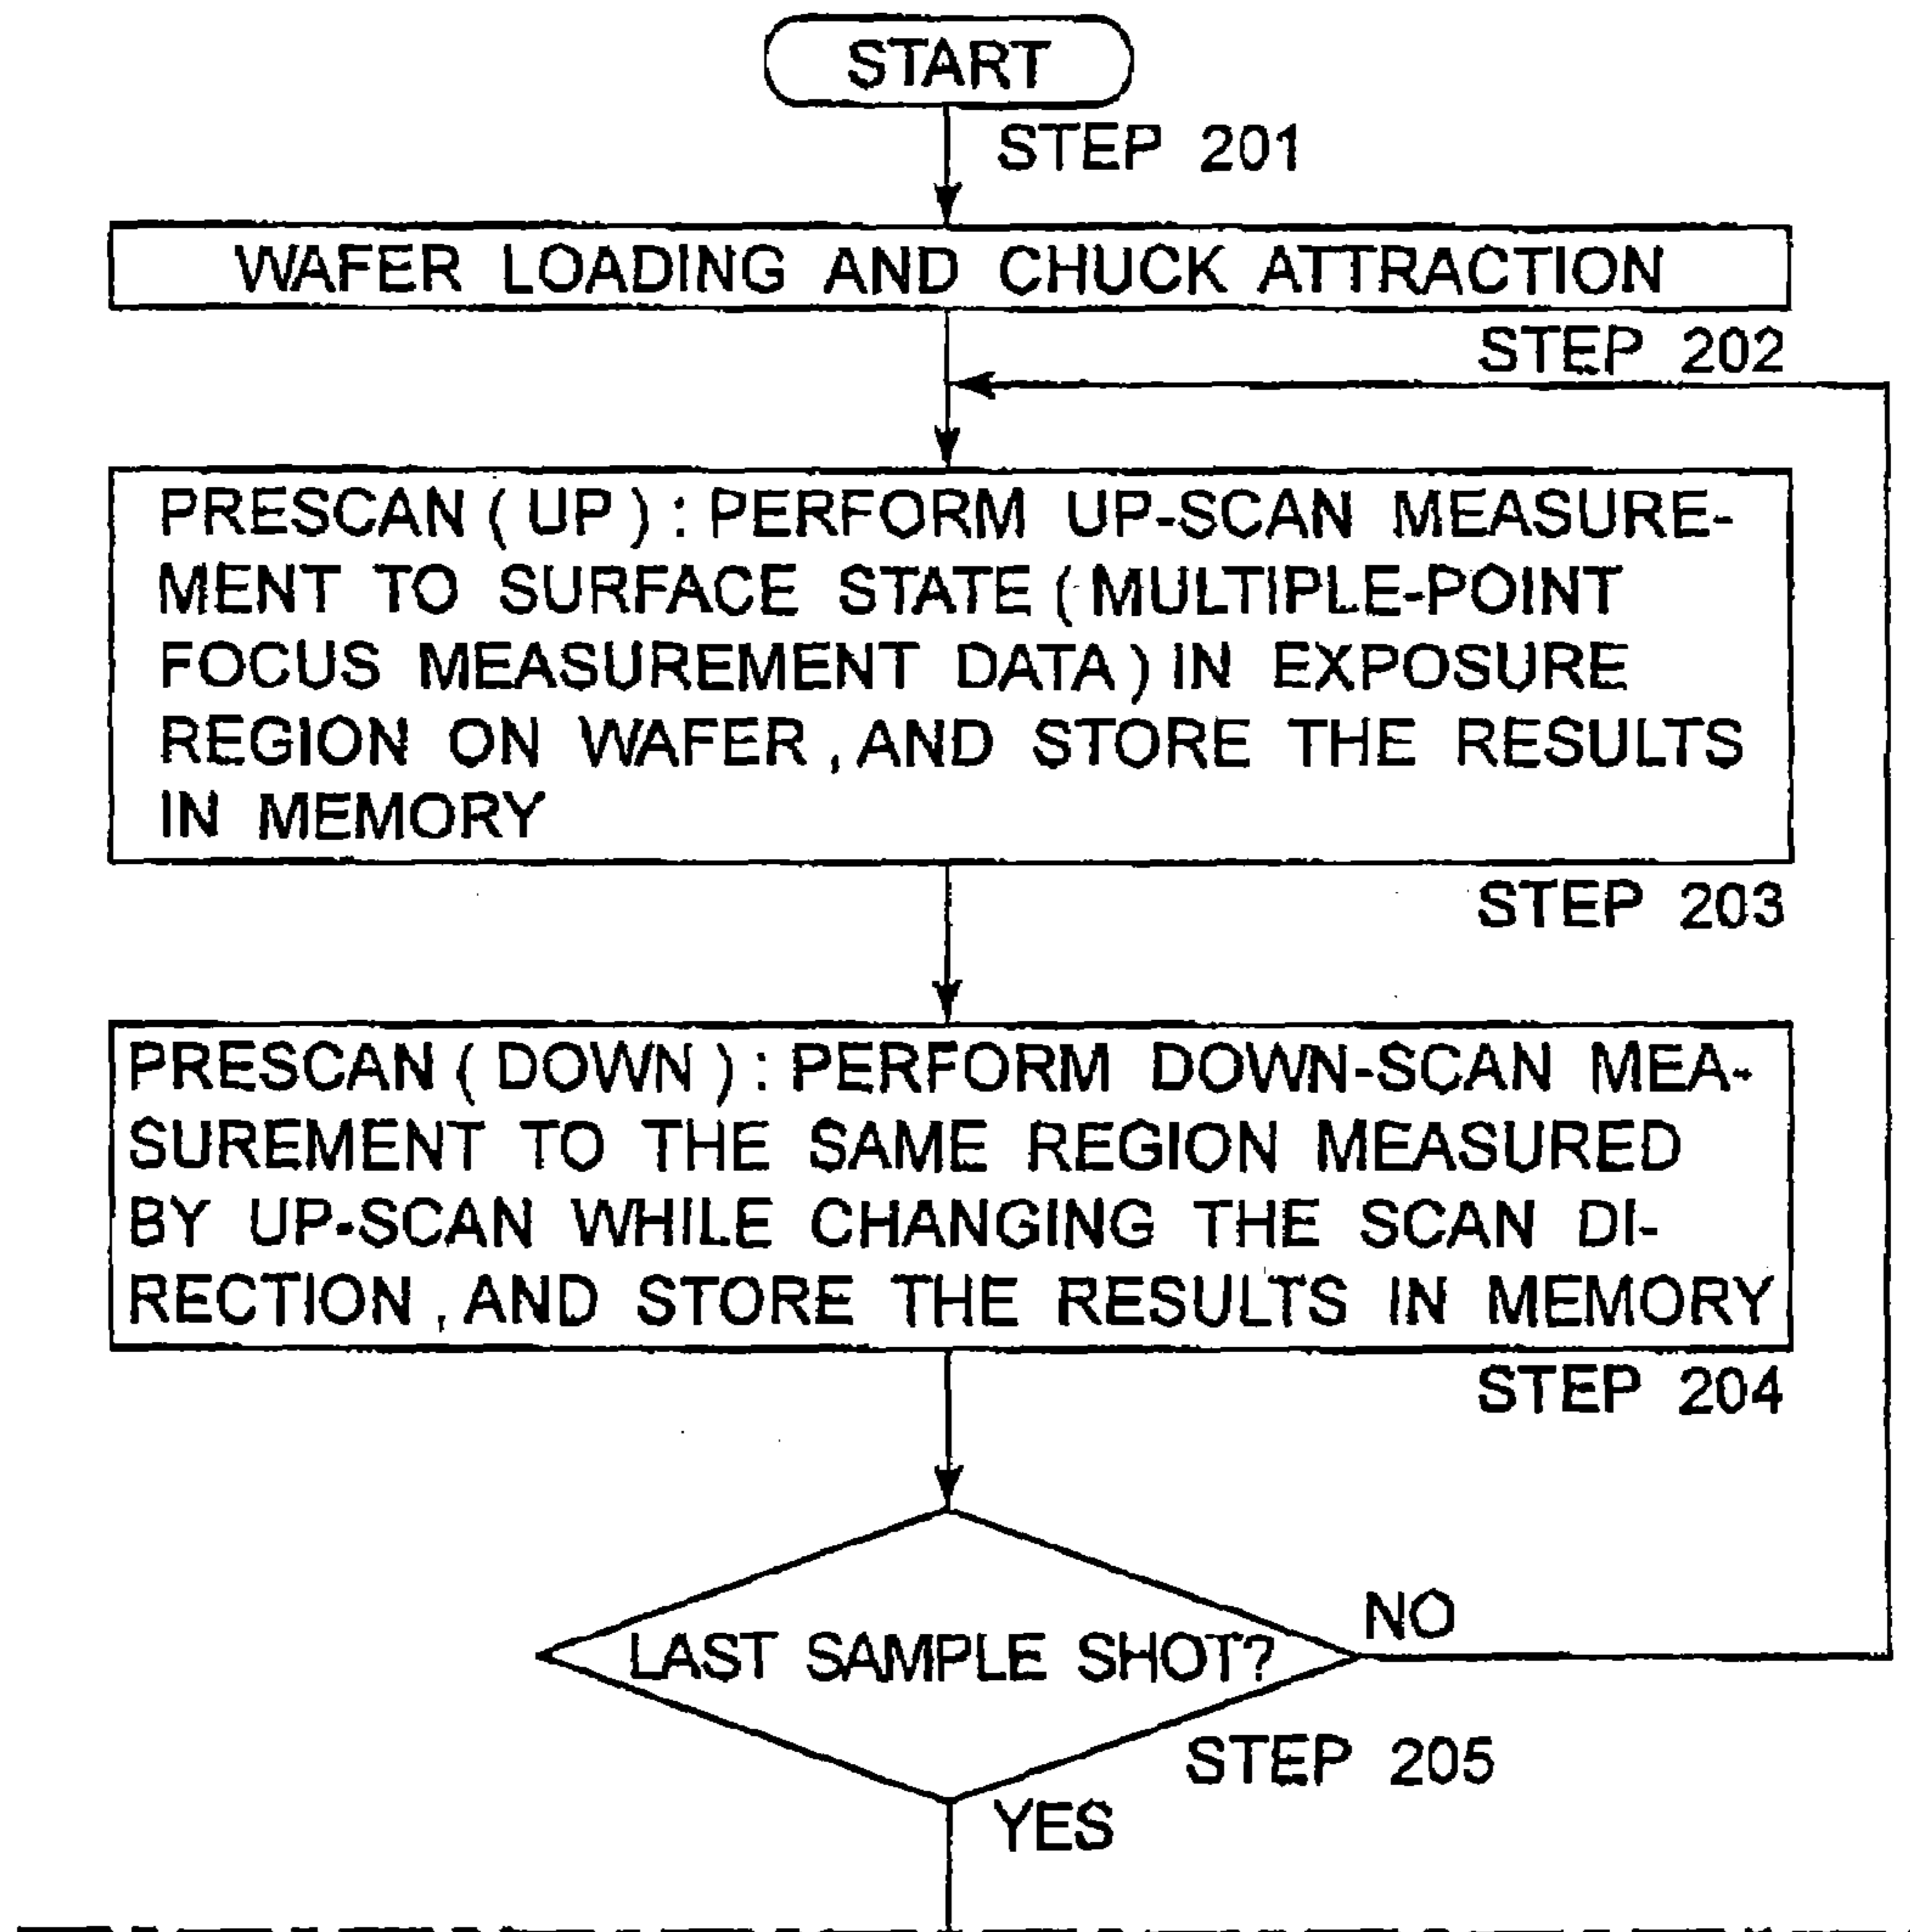 START
STEP 201
WAFER LOADING AND CHUCK ATTRACTION
STEP 202
PRESCAN ( UP ) : PERFORM UP-SCAN MEASURE-
MENT TO SURFACE STATE ( MULTIPLE-POINT
FOCUS MEASUREMENT DATA ) IN EXPOSURE
REGION ON WAFER , AND STORE THE RESULTS
IN MEMORY
STEP 203
PRESCAN ( DOWN ) : PERFORM DOWN-SCAN MEA-
SUREMENT TO THE SAME REGION MEASURED
BY UP-SCAN WHILE CHANGING THE SCAN DI-
RECTION , AND STORE THE RESULTS IN MEMORY
STEP 204
NO
LAST SAMPLE SHOT?
STEP 205
YES